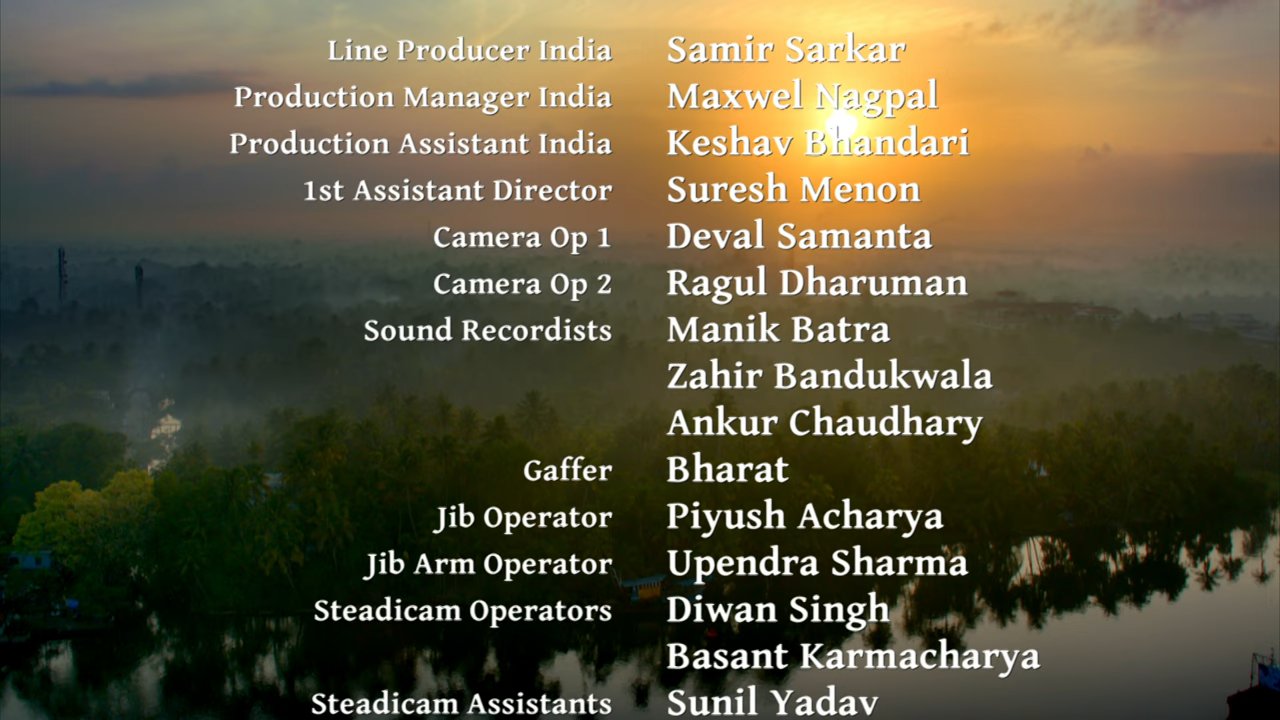 Line Producer India Samir Sarkar
Production Manager India Maxwel Nagpal
Production Assistant India Keshav Bhandari
1st Assistant Director Suresh Menon
Camera Op 1 Deval Samanta
Camera Op 2 Ragul Dharuman
Sound Recordists Manik Batra
Zahir Bandukwala
Ankur Chaudhary
Gaffer Bharat
Jib Operator Piyush Acharya
Jib Arm Operator Upendra Sharma
Steadicam Operators Diwan Singh
Basant Karmacharya
Steadicam Assistants Sunil Yadav